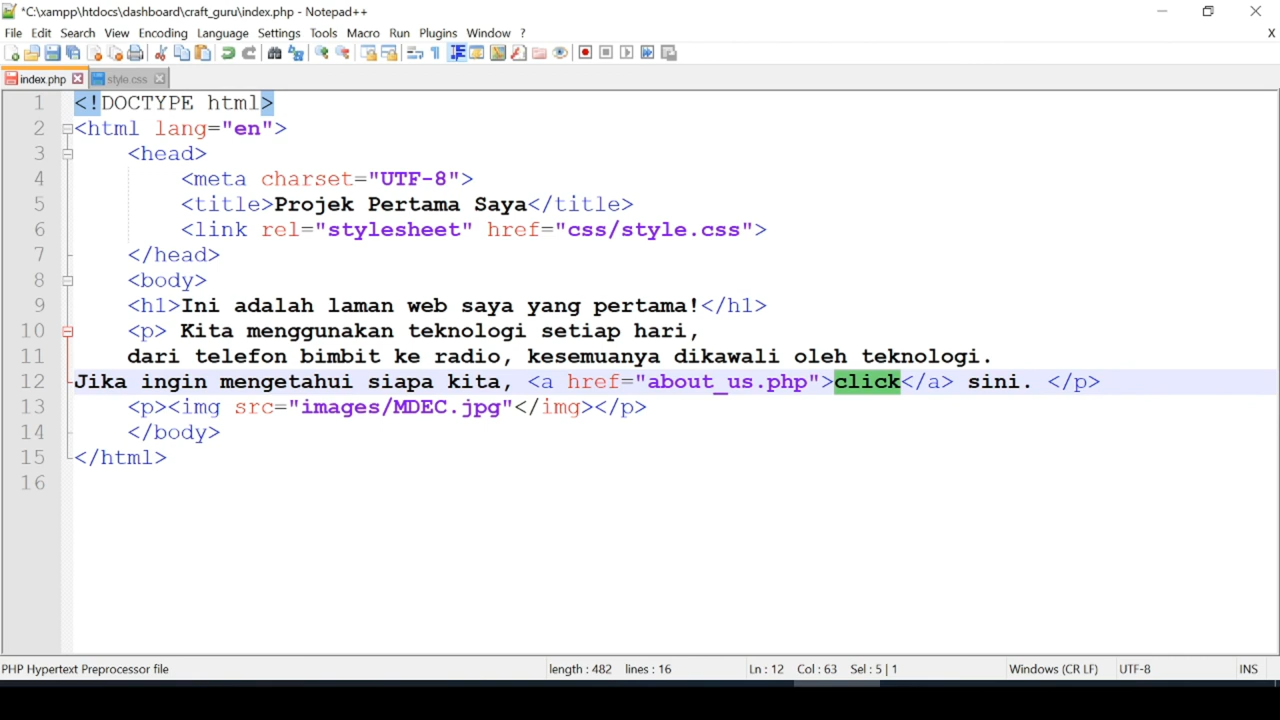 *C:\xampp\htdocs\dashboard\craft_guru\index.php - Notepad++
File Edit Search View Encoding Language Settings Tools Macro Run Plugins Window ? X
index.php style.css
1 <!DOCTYPE html>
2 <html lang="en">
3 <head>
4 <meta charset="UTF-8">
5 <title>Projek Pertama Saya</title>
6 <link rel="stylesheet" href="css/style.css">
7 </head>
8 <body>
9 <h1>Ini adalah laman web saya yang pertama!</h1>
10 <p> Kita menggunakan teknologi setiap hari,
11 dari telefon bimbit ke radio, kesemuanya dikawali oleh teknologi.
12 Jika ingin mengetahui siapa kita, <a href="about_us.php">click</a> sini. </p>
13 <p><img src="images/MDEC.jpg"</img></p>
14 </body>
15 </html>
16
PHP Hypertext Preprocessor file length : 482 lines : 16 Ln : 12 Col : 63 Sel : 5 | 1 Windows (CR LF) UTF-8 INS